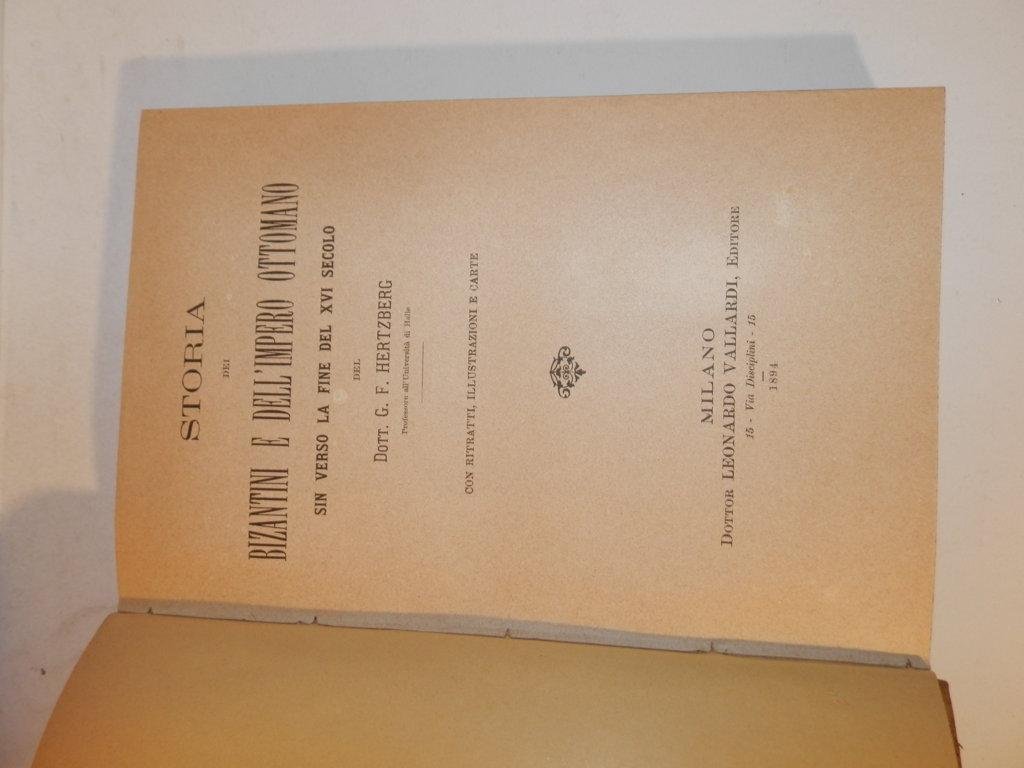 STORIA
DEI
BIZANTINI E DELL'IMPERO OTTOMANO
SIN VERSO LA FINE DEL XVI SECOLO
DEL
DOTT. G. F. HERTZBERG
Professore all'Università di Halle
CON RITRATTI, ILLUSTRAZIONI E CARTE
MILANO
DOTTOR LEONARDO VALLARDI, EDITORE
15 - Via Disciplini - 15
1894